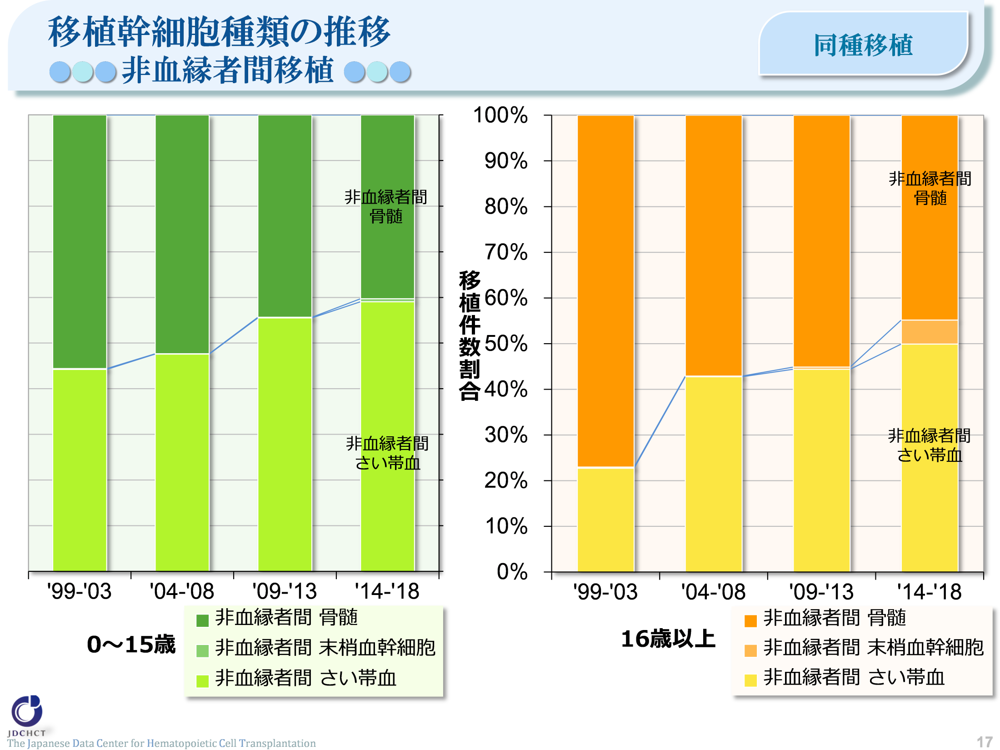 移植幹細胞種類の推移
非血縁者間移植
同種移植
非血縁者間
骨髄
非血縁者間
さい帯血
'99-'03
'04-'08
'09-'13
'14-'18
0～15歳
非血縁者間 骨髄
非血縁者間 末梢血幹細胞
非血縁者間 さい帯血
移植件数割合
100%
90%
80%
70%
60%
50%
40%
30%
20%
10%
0%
非血縁者間
骨髄
非血縁者間
さい帯血
'99-'03
'04-'08
'09-'13
'14-'18
16歳以上
非血縁者間 骨髄
非血縁者間 末梢血幹細胞
非血縁者間 さい帯血
JDCHCT
The Japanese Data Center for Hematopoietic Cell Transplantation
17